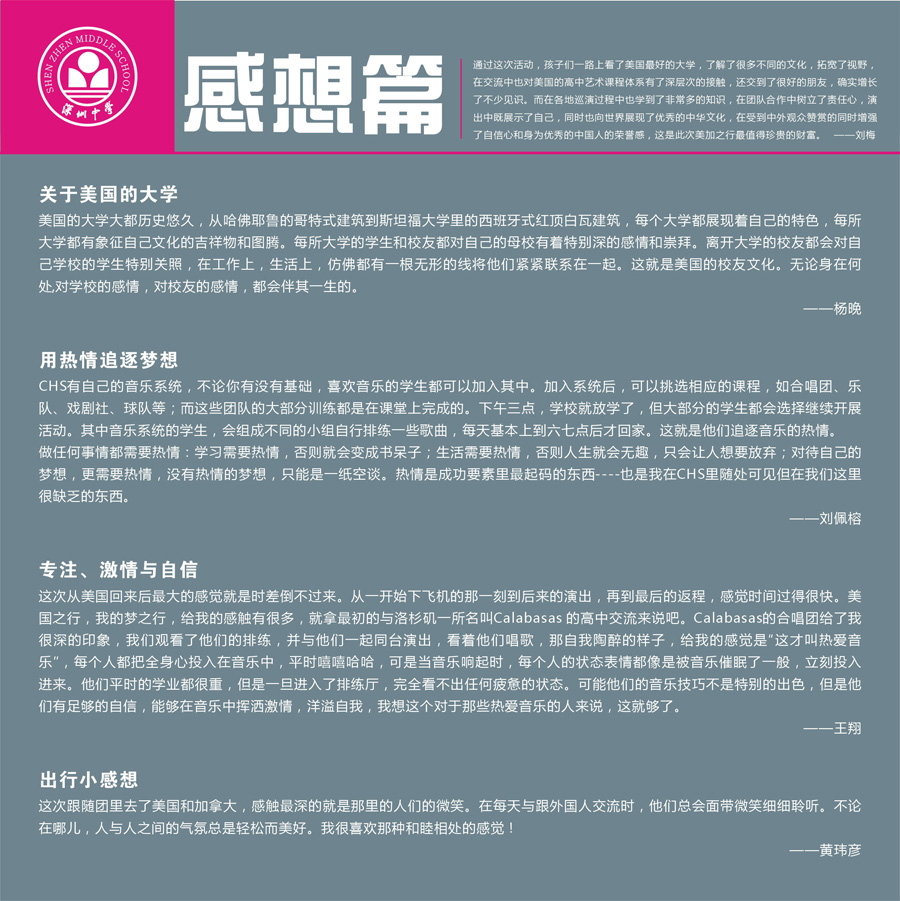 SHEN ZHEN MIDDLE SCHOOL
深圳中学
感想篇
通过这次活动，孩子们一路上看了美国最好的大学，了解了很多不同的文化，拓宽了视野，
在交流中也对美国的高中艺术课程体系有了深层次的接触，还交到了很好的朋友，确实增长
了不少见识。而在各地巡演过程中也学到了非常多的知识，在团队合作中树立了责任心，演
出中既展示了自己，同时也向世界展现了优秀的中华文化，在受到中外观众赞赏的同时增强
了自信心和身为优秀的中国人的荣誉感，这是此次美加之行最值得珍贵的财富。 ——刘梅
关于美国的大学
美国的大学大都历史悠久，从哈佛耶鲁的哥特式建筑到斯坦福大学里的西班牙式红顶白瓦建筑，每个大学都展现着自己的特色，每所
大学都有象征自己文化的吉祥物和图腾。每所大学的学生和校友都对自己的母校有着特别深的感情和崇拜。离开大学的校友都会对自
己学校的学生特别关照，在工作上，生活上，仿佛都有一根无形的线将他们紧紧联系在一起。这就是美国的校友文化。无论身在何
处,对学校的感情，对校友的感情，都会伴其一生的。
——杨晚
用热情追逐梦想
CHS有自己的音乐系统，不论你有没有基础，喜欢音乐的学生都可以加入其中。加入系统后，可以挑选相应的课程，如合唱团、乐
队、戏剧社、球队等；而这些团队的大部分训练都是在课堂上完成的。下午三点，学校就放学了，但大部分的学生都会选择继续开展
活动。其中音乐系统的学生，会组成不同的小组自行排练一些歌曲，每天基本上到六七点后才回家。这就是他们追逐音乐的热情。
做任何事情都需要热情：学习需要热情，否则就会变成书呆子；生活需要热情，否则人生就会无趣，只会让人想要放弃；对待自己的
梦想，更需要热情，没有热情的梦想，只能是一纸空谈。热情是成功要素里最起码的东西----也是我在CHS里随处可见但在我们这里
很缺乏的东西。
——刘佩榕
专注、激情与自信
这次从美国回来后最大的感觉就是时差倒不过来。从一开始下飞机的那一刻到后来的演出，再到最后的返程，感觉时间过得很快。美
国之行，我的梦之行，给我的感触有很多，就拿最初的与洛杉矶一所名叫Calabasas 的高中交流来说吧。Calabasas的合唱团给了我
很深的印象，我们观看了他们的排练，并与他们一起同台演出，看着他们唱歌，那自我陶醉的样子，给我的感觉是“这才叫热爱音
乐”，每个人都把全身心投入在音乐中，平时嘻嘻哈哈，可是当音乐响起时，每个人的状态表情都像是被音乐催眠了一般，立刻投入
进来。他们平时的学业都很重，但是一旦进入了排练厅，完全看不出任何疲惫的状态。可能他们的音乐技巧不是特别的出色，但是他
们有足够的自信，能够在音乐中挥洒激情，洋溢自我，我想这个对于那些热爱音乐的人来说，这就够了。
——王翔
出行小感想
这次跟随团里去了美国和加拿大，感触最深的就是那里的人们的微笑。在每天与跟外国人交流时，他们总会面带微笑细细聆听。不论
在哪儿，人与人之间的气氛总是轻松而美好。我很喜欢那种和睦相处的感觉！
——黄玮彦